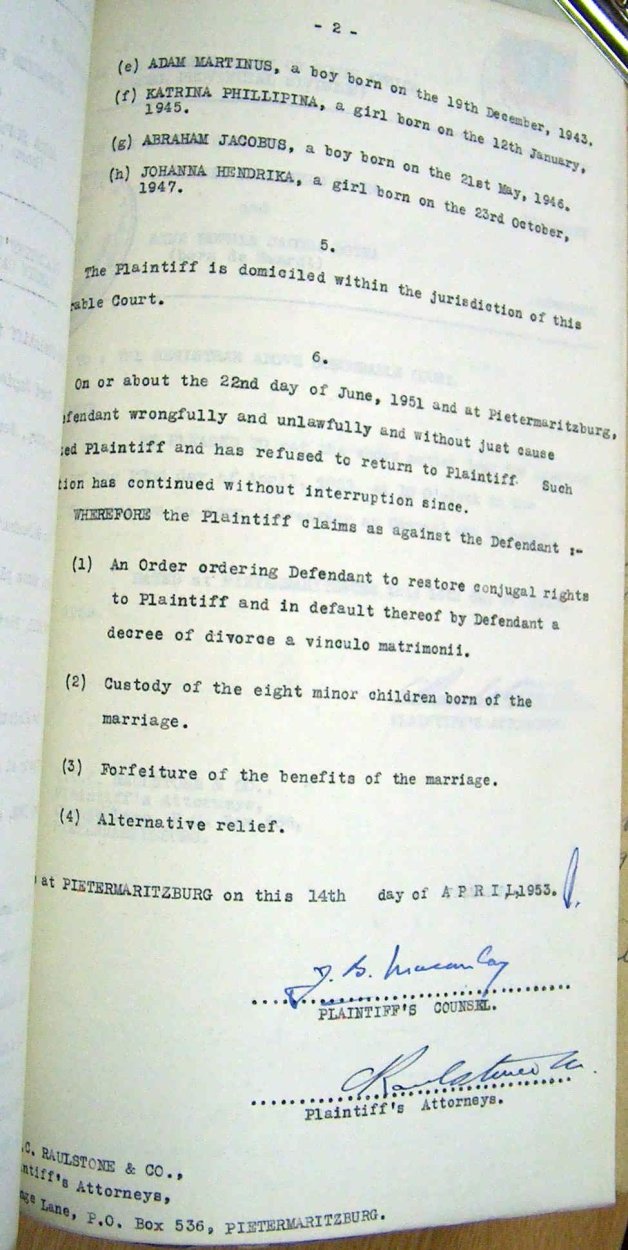 - 2 -
(e) ADAM MARTINUS, a boy born on the 19th December, 1943.
(f) KATRINA PHILLIPINA, a girl born on the 12th January,
1945.
(g) ABRAHAM JACOBUS, a boy born on the 21st May, 1946.
(h) JOHANNA HENDRIKA, a girl born on the 23rd October,
1947.
5.
The Plaintiff is domiciled within the jurisdiction of this
rable Court.
6.
On or about the 22nd day of June, 1951 and at Pietermaritzburg,
efendant wrongfully and unlawfully and without just cause
ted Plaintiff and has refused to return to Plaintiff. Such
tion has continued without interruption since.
WHEREFORE the Plaintiff claims as against the Defendant :-
(1) An Order ordering Defendant to restore conjugal rights
to Plaintiff and in default thereof by Defendant a
decree of divorce a vinculo matrimonii.
(2) Custody of the eight minor children born of the
marriage.
(3) Forfeiture of the benefits of the marriage.
(4) Alternative relief.
at PIETERMARITZBURG on this 14th day of A P R I L, 1953.
J. B. Macaulay
PLAINTIFF'S COUNSEL.
Plaintiff's Attorneys.
.C. RAULSTONE & CO.,
ntiff's Attorneys,
nge Lane, P.O. Box 536, PIETERMARITZBURG.